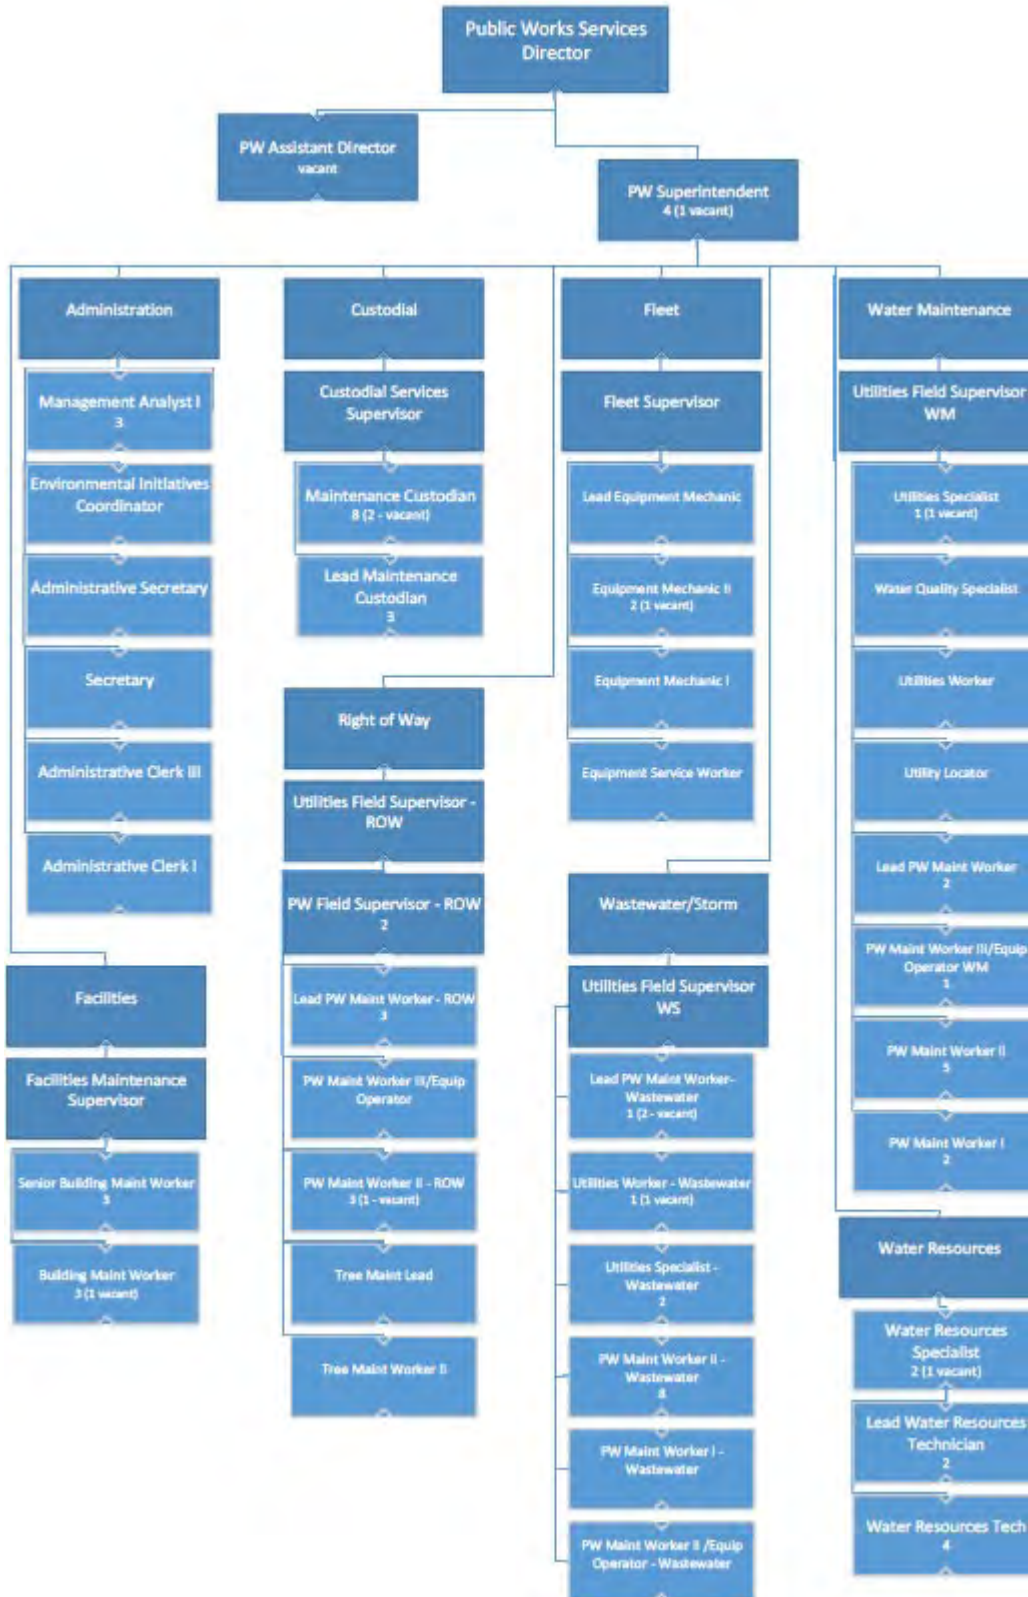 Public Works Services
Director
PW Assistant Director
vacant
PW Superintendent
4 (1 vacant)
Administration
Management Analyst I
3
Environmental Initiatives
Coordinator
Administrative Secretary
Secretary
Administrative Clerk III
Administrative Clerk I
Facilities
Facilities Maintenance
Supervisor
Senior Building Maint Worker
3
Building Maint Worker
3 (1 vacant)
Custodial
Custodial Services
Supervisor
Maintenance Custodian
8 (2 - vacant)
Lead Maintenance
Custodian
3
Right of Way
Utilities Field Supervisor -
ROW
PW Field Supervisor - ROW
2
Lead PW Maint Worker - ROW
3
PW Maint Worker III/Equip
Operator
PW Maint Worker II - ROW
3 (1 - vacant)
Tree Maint Lead
Tree Maint Worker II
Fleet
Fleet Supervisor
Lead Equipment Mechanic
Equipment Mechanic II
2 (1 vacant)
Equipment Mechanic I
Equipment Service Worker
Wastewater/Storm
Utilities Field Supervisor
WS
Lead PW Maint Worker-
Wastewater
1 (2 - vacant)
Utilities Worker - Wastewater
1 (1 vacant)
Utilities Specialist -
Wastewater
2
PW Maint Worker II -
Wastewater
8
PW Maint Worker I -
Wastewater
PW Maint Worker II /Equip
Operator - Wastewater
Water Maintenance
Utilities Field Supervisor
WM
Utilities Specialist
1 (1 vacant)
Water Quality Specialist
Utilities Worker
Utility Locator
Lead PW Maint Worker
2
PW Maint Worker III/Equip
Operator WM
1
PW Maint Worker II
5
PW Maint Worker I
2
Water Resources
Water Resources
Specialist
2 (1 vacant)
Lead Water Resources
Technician
2
Water Resources Tech
4